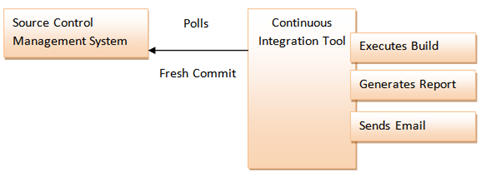 Source Control
Management System
Polls
Fresh Commit
Continuous
Integration Tool
Executes Build
Generates Report
Sends Email